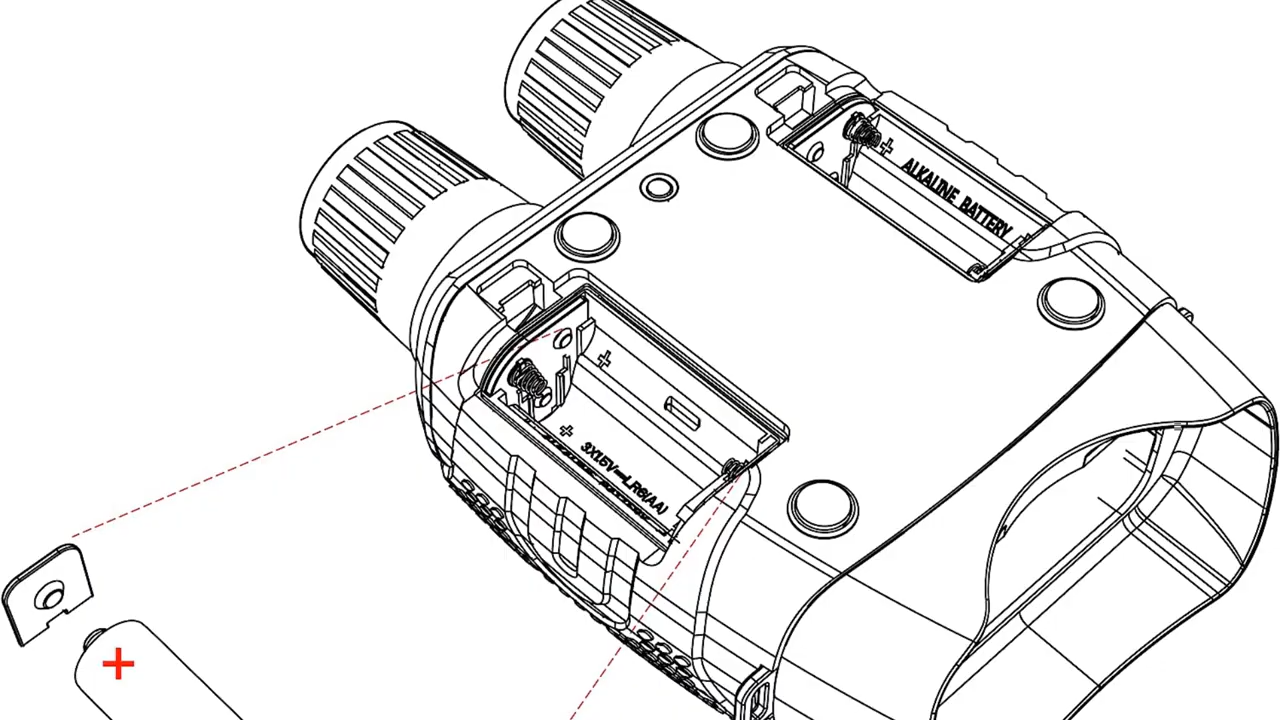 + ALKALINE BATTERY
+
+ 3X1.5V⎓LR6(AA)
+